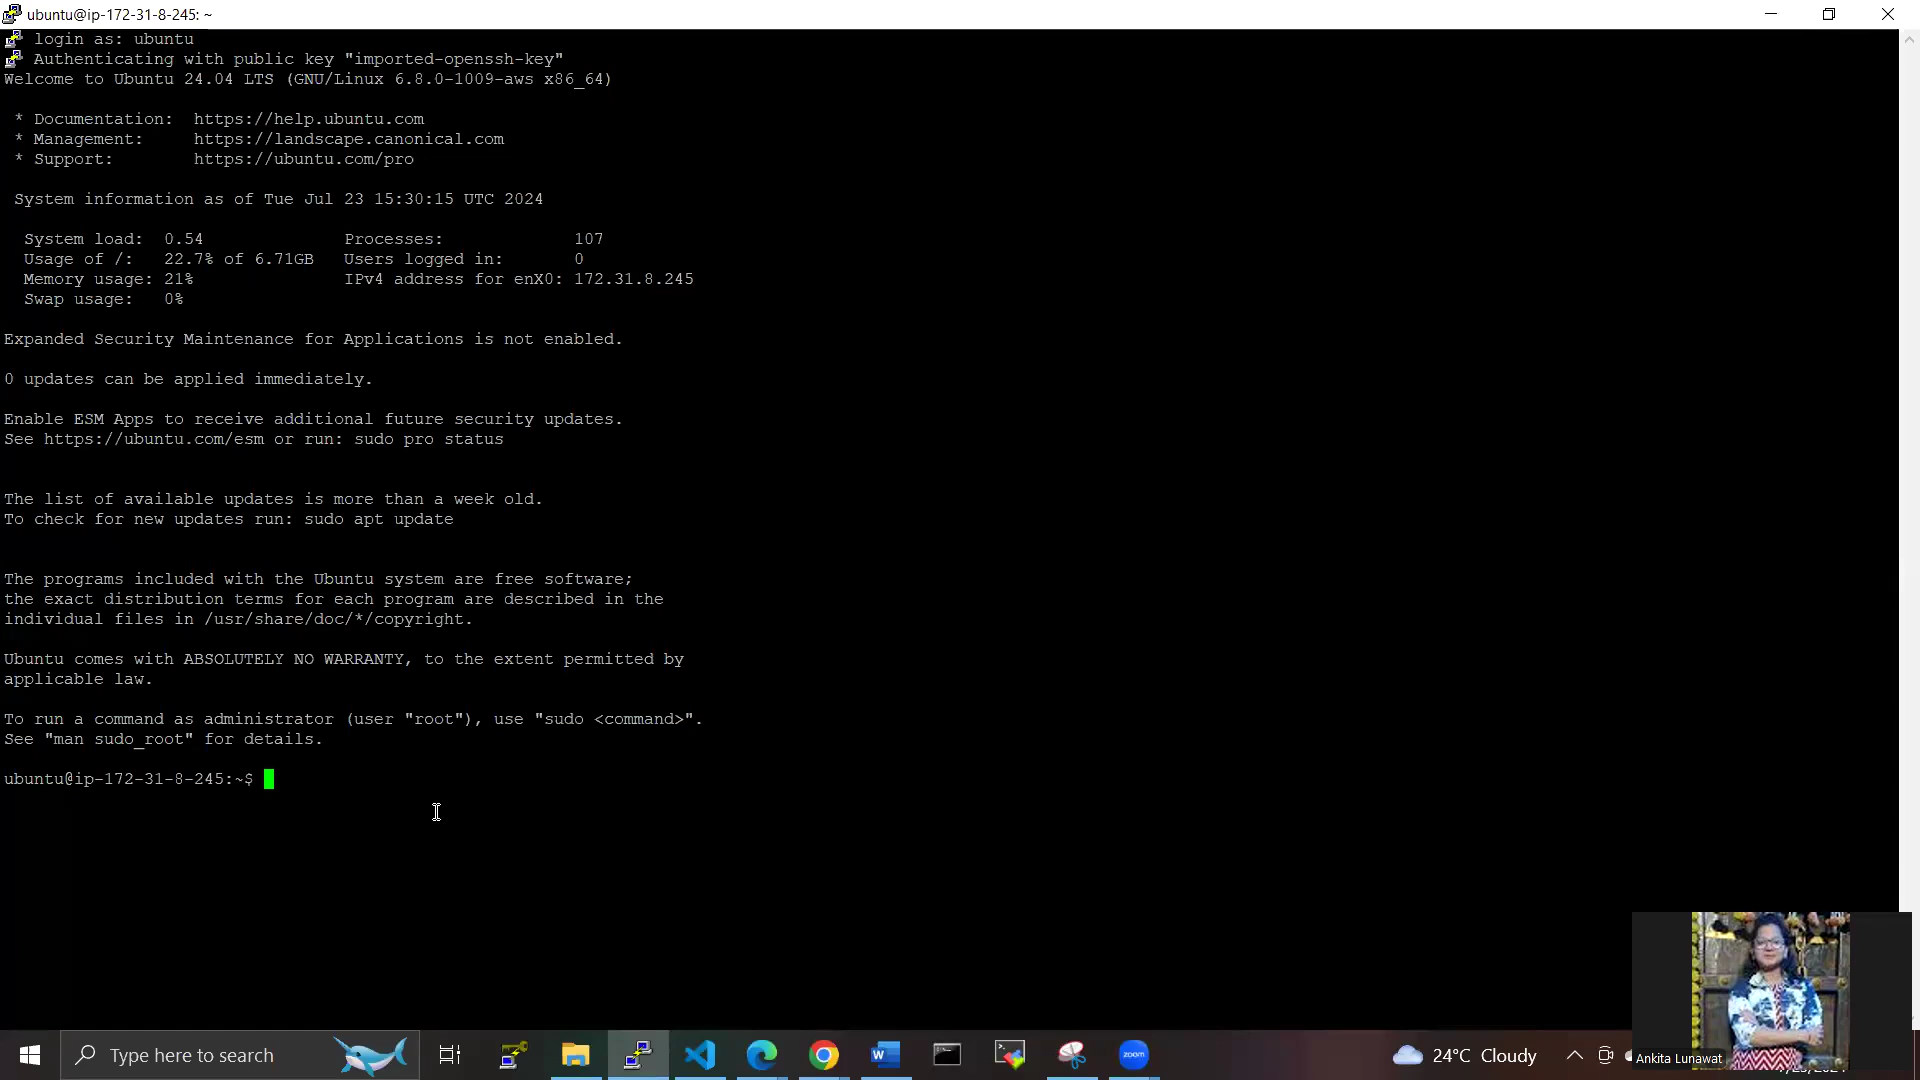 ubuntu@ip-172-31-8-245: ~
login as: ubuntu
Authenticating with public key "imported-openssh-key"
Welcome to Ubuntu 24.04 LTS (GNU/Linux 6.8.0-1009-aws x86_64)
* Documentation:  https://help.ubuntu.com
* Management:     https://landscape.canonical.com
* Support:        https://ubuntu.com/pro
System information as of Tue Jul 23 15:30:15 UTC 2024
System load:  0.54              Processes:             107
Usage of /:   22.7% of 6.71GB   Users logged in:       0
Memory usage: 21%               IPv4 address for enX0: 172.31.8.245
Swap usage:   0%
Expanded Security Maintenance for Applications is not enabled.
0 updates can be applied immediately.
Enable ESM Apps to receive additional future security updates.
See https://ubuntu.com/esm or run: sudo pro status
The list of available updates is more than a week old.
To check for new updates run: sudo apt update
The programs included with the Ubuntu system are free software;
the exact distribution terms for each program are described in the
individual files in /usr/share/doc/*/copyright.
Ubuntu comes with ABSOLUTELY NO WARRANTY, to the extent permitted by
applicable law.
To run a command as administrator (user "root"), use "sudo <command>".
See "man sudo_root" for details.
ubuntu@ip-172-31-8-245:~$
Type here to search
zoom
24°C Cloudy
Ankita Lunawat